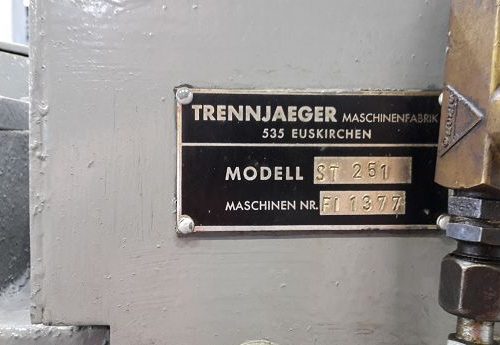 TRENNJAEGER MASCHINENFABRIK
535 EUSKIRCHEN
MODELL ST 251
MASCHINEN NR. FI 1377